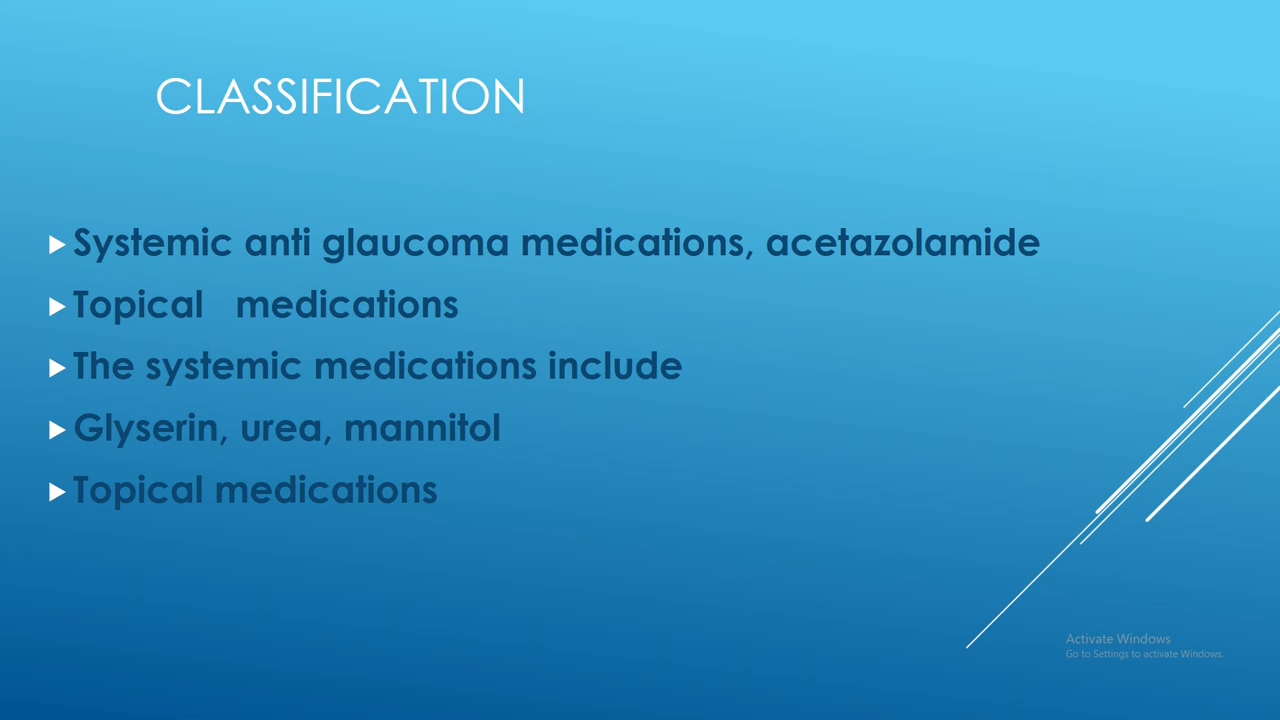 CLASSIFICATION
Systemic anti glaucoma medications, acetazolamide
Topical   medications
The systemic medications include
Glyserin, urea, mannitol
Topical medications
Activate Windows
Go to Settings to activate Windows.